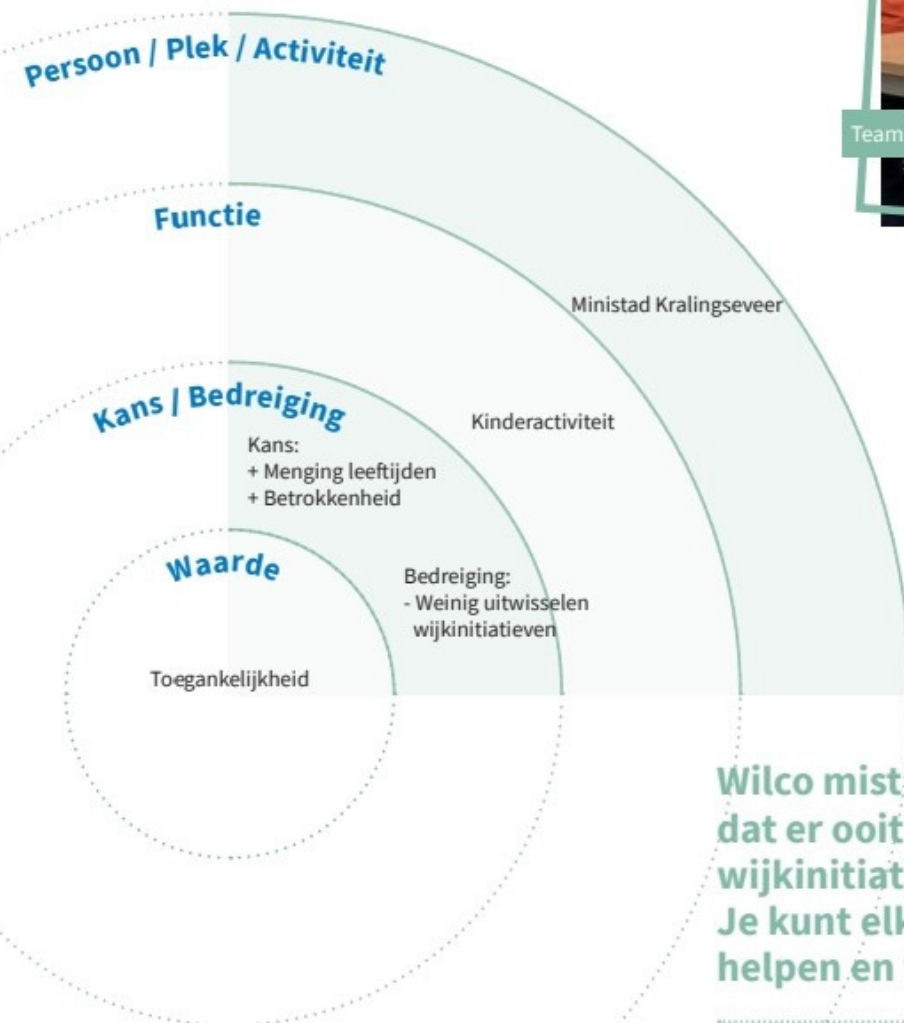 Persoon / Plek / Activiteit
Team
Functie
Ministad Kralingseveer
Kans / Bedreiging
Kinderactiviteit
Kans:
+ Menging leeftijden
+ Betrokkenheid
Waarde
Bedreiging:
- Weinig uitwisselen
wijkinitiatieven
Toegankelijkheid
Wilco mist
dat er ooit
wijkinitiat
Je kunt elk
helpen en